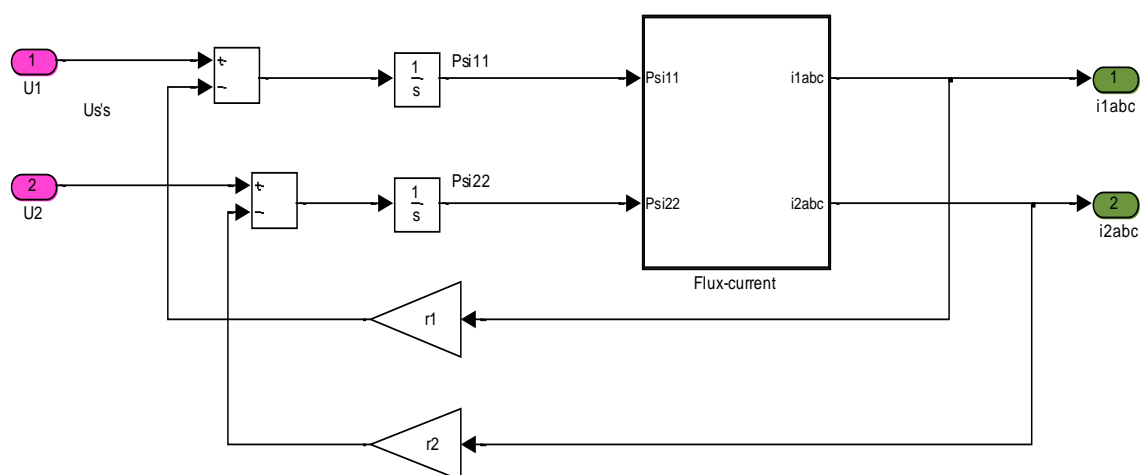 1
U1
Us's
+
-
1
s
Psi11
Psi11
i1abc
1
i1abc
2
U2
+
-
1
s
Psi22
Psi22
i2abc
2
i2abc
Flux-current
r1
r2